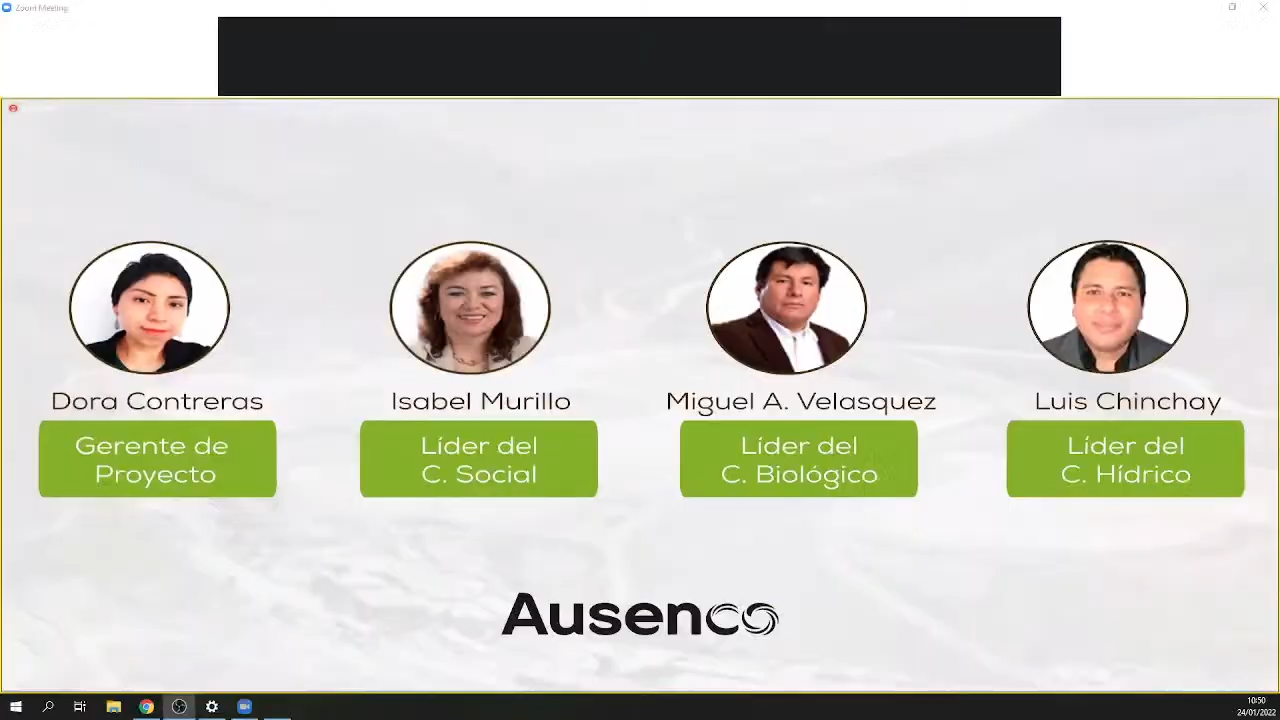 Zoom Meeting
Dora Contreras
Gerente de
Proyecto
Isabel Murillo
Líder del
C. Social
Miguel A. Velasquez
Líder del
C. Biológico
Luis Chinchay
Líder del
C. Hídrico
Ausenco
10:50
24/01/2022